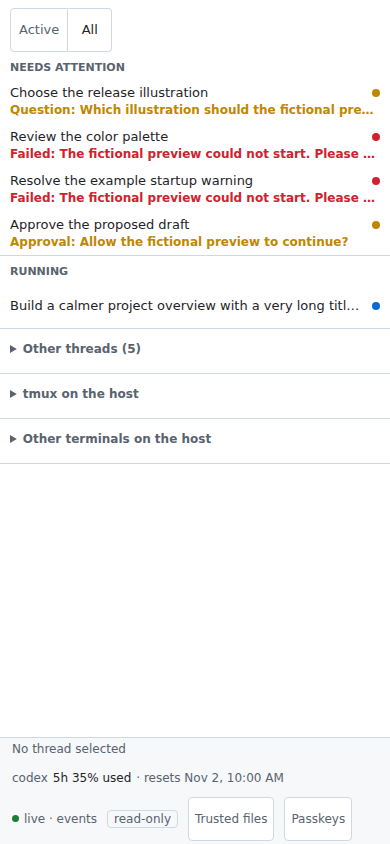 Active All
NEEDS ATTENTION
Choose the release illustration
Question: Which illustration should the fictional pre…
Review the color palette
Failed: The fictional preview could not start. Please …
Resolve the example startup warning
Failed: The fictional preview could not start. Please …
Approve the proposed draft
Approval: Allow the fictional preview to continue?
RUNNING
Build a calmer project overview with a very long titl…
Other threads (5)
tmux on the host
Other terminals on the host
No thread selected
codex 5h 35% used · resets Nov 2, 10:00 AM
live · events read-only Trusted files Passkeys